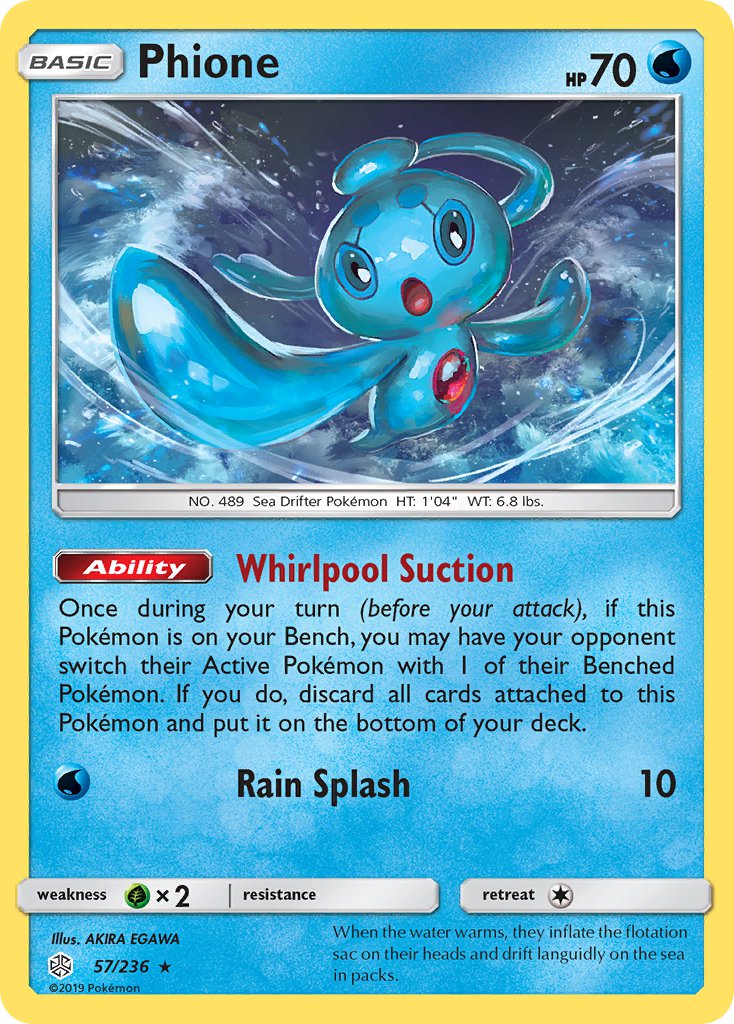 BASIC Phione HP 70
NO. 489 Sea Drifter Pokémon HT: 1'04" WT: 6.8 lbs.
Ability Whirlpool Suction
Once during your turn (before your attack), if this
Pokémon is on your Bench, you may have your opponent
switch their Active Pokémon with 1 of their Benched
Pokémon. If you do, discard all cards attached to this
Pokémon and put it on the bottom of your deck.
Rain Splash 10
weakness ×2 resistance retreat
Illus. AKIRA EGAWA
57/236 ★
©2019 Pokémon
When the water warms, they inflate the flotation
sac on their heads and drift languidly on the sea
in packs.